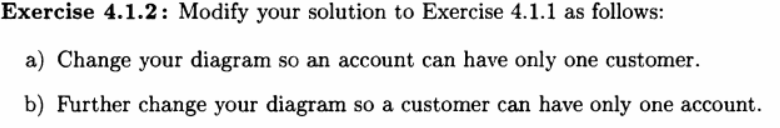 Exercise 4.1.2: Modify your solution to Exercise 4.1.1 as follows:
a) Change your diagram so an account can have only one customer.
b) Further change your diagram so a customer can have only one account.